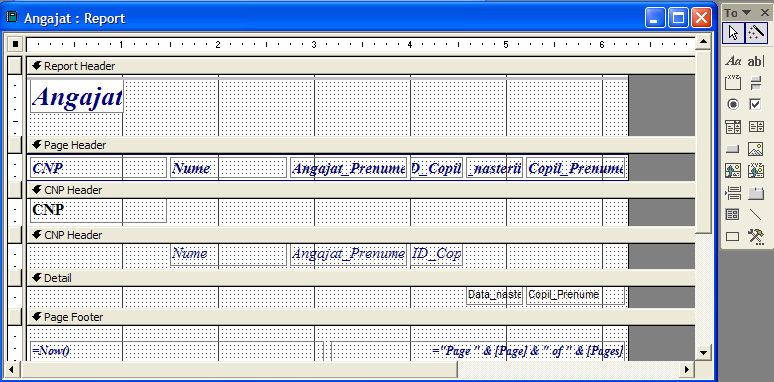 Angajat : Report
To
1 2 3 4 5 6
Report Header
Angajat
Page Header
CNP Nume Angajat_Prenume D_Copil _nasterii Copil_Prenume
CNP Header
CNP
CNP Header
Nume Angajat_Prenume ID_Cop
Detail
Data_naste Copil_Prenume
Page Footer
=Now() ="Page " & [Page] & " of " & [Pages]
Aa ab|
XYZ